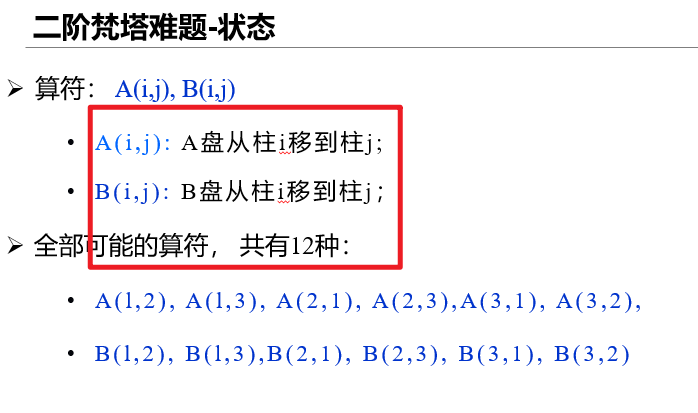 二阶梵塔难题-状态
➢ 算符： A(i,j), B(i,j)
• A(i,j): A盘从柱i移到柱j;
• B(i,j): B盘从柱i移到柱j；
➢ 全部可能的算符， 共有12种：
• A(1,2), A(1,3), A(2,1), A(2,3),A(3,1), A(3,2),
• B(1,2), B(1,3),B(2,1), B(2,3), B(3,1), B(3,2)